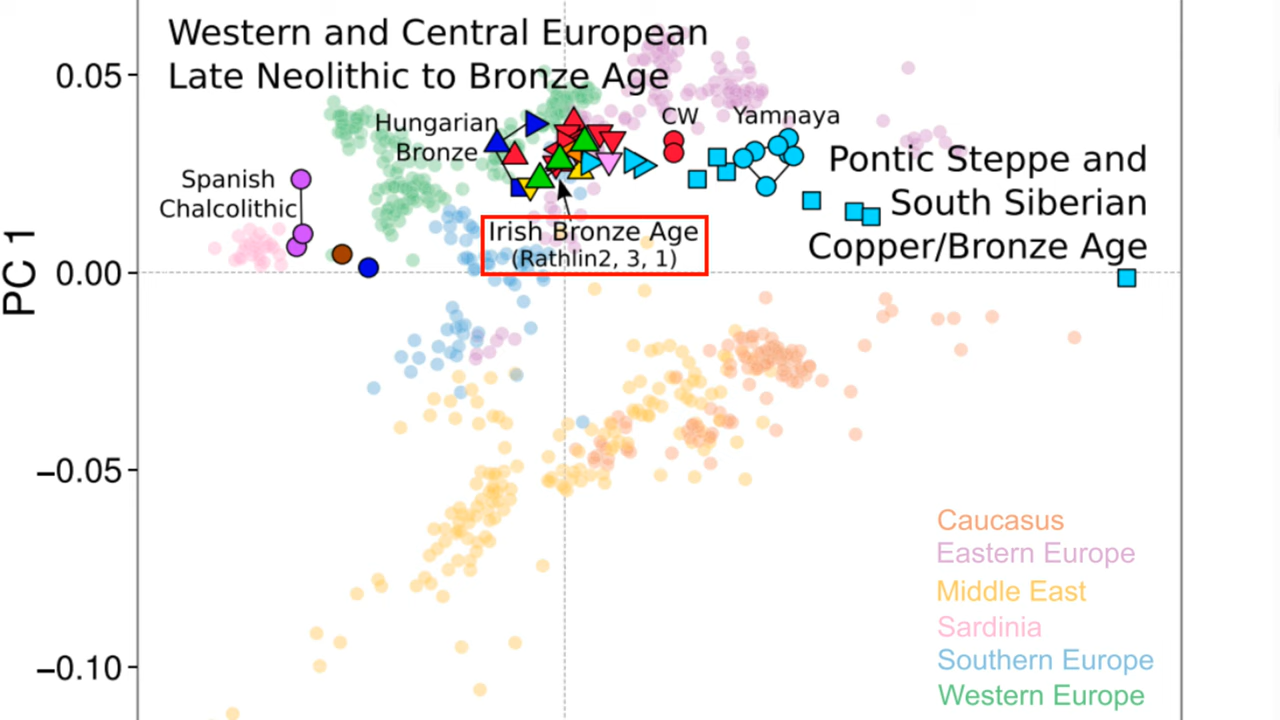 Western and Central European
Late Neolithic to Bronze Age
0.05
Hungarian
Bronze
CW
Yamnaya
Pontic Steppe and
South Siberian
Copper/Bronze Age
Spanish
Chalcolithic
Irish Bronze Age
(Rathlin2, 3, 1)
PC 1
0.00
−0.05
−0.10
Caucasus
Eastern Europe
Middle East
Sardinia
Southern Europe
Western Europe